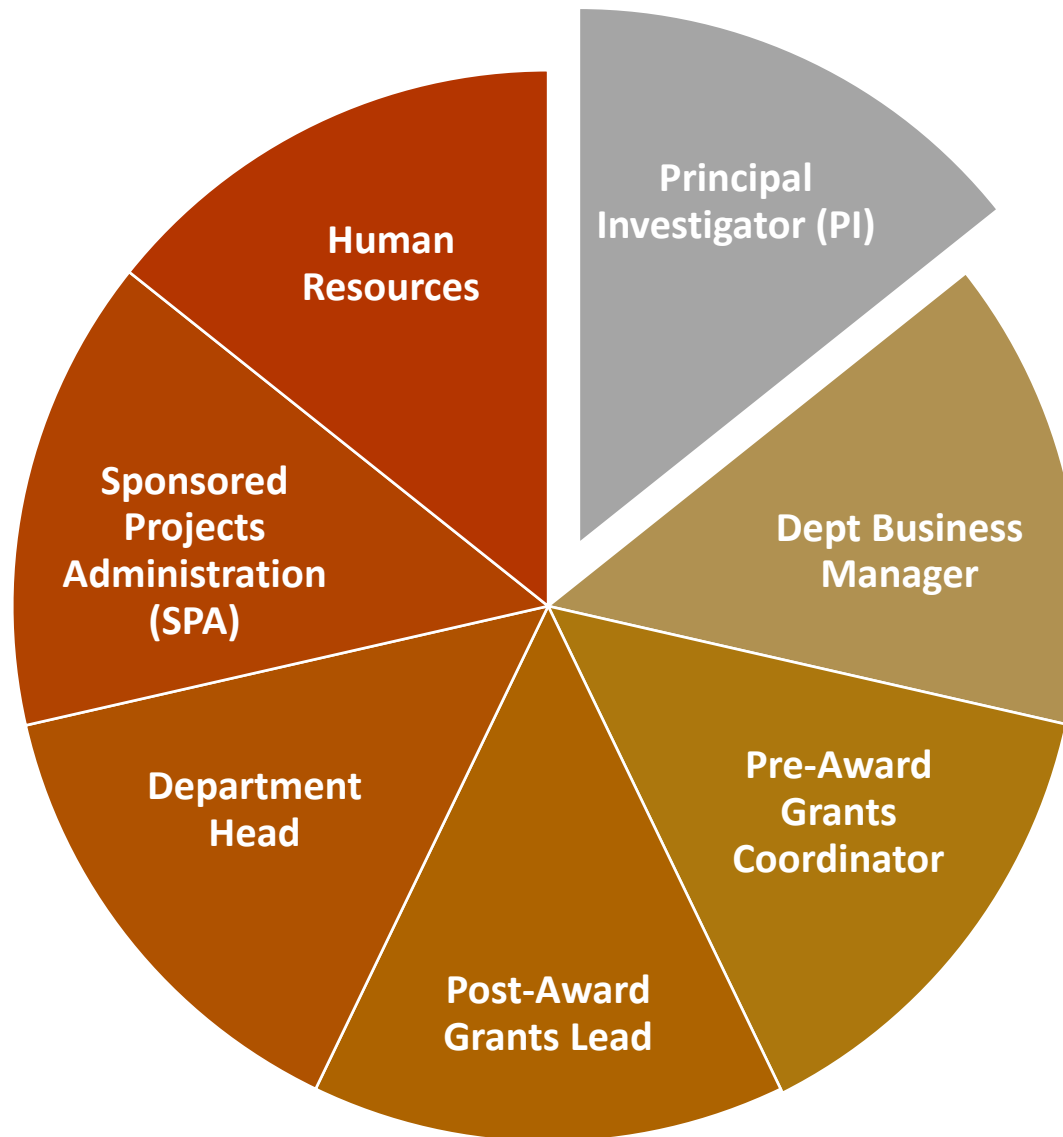 Principal
Investigator (PI)
Dept Business
Manager
Pre-Award
Grants
Coordinator
Post-Award
Grants Lead
Department
Head
Sponsored
Projects
Administration
(SPA)
Human
Resources